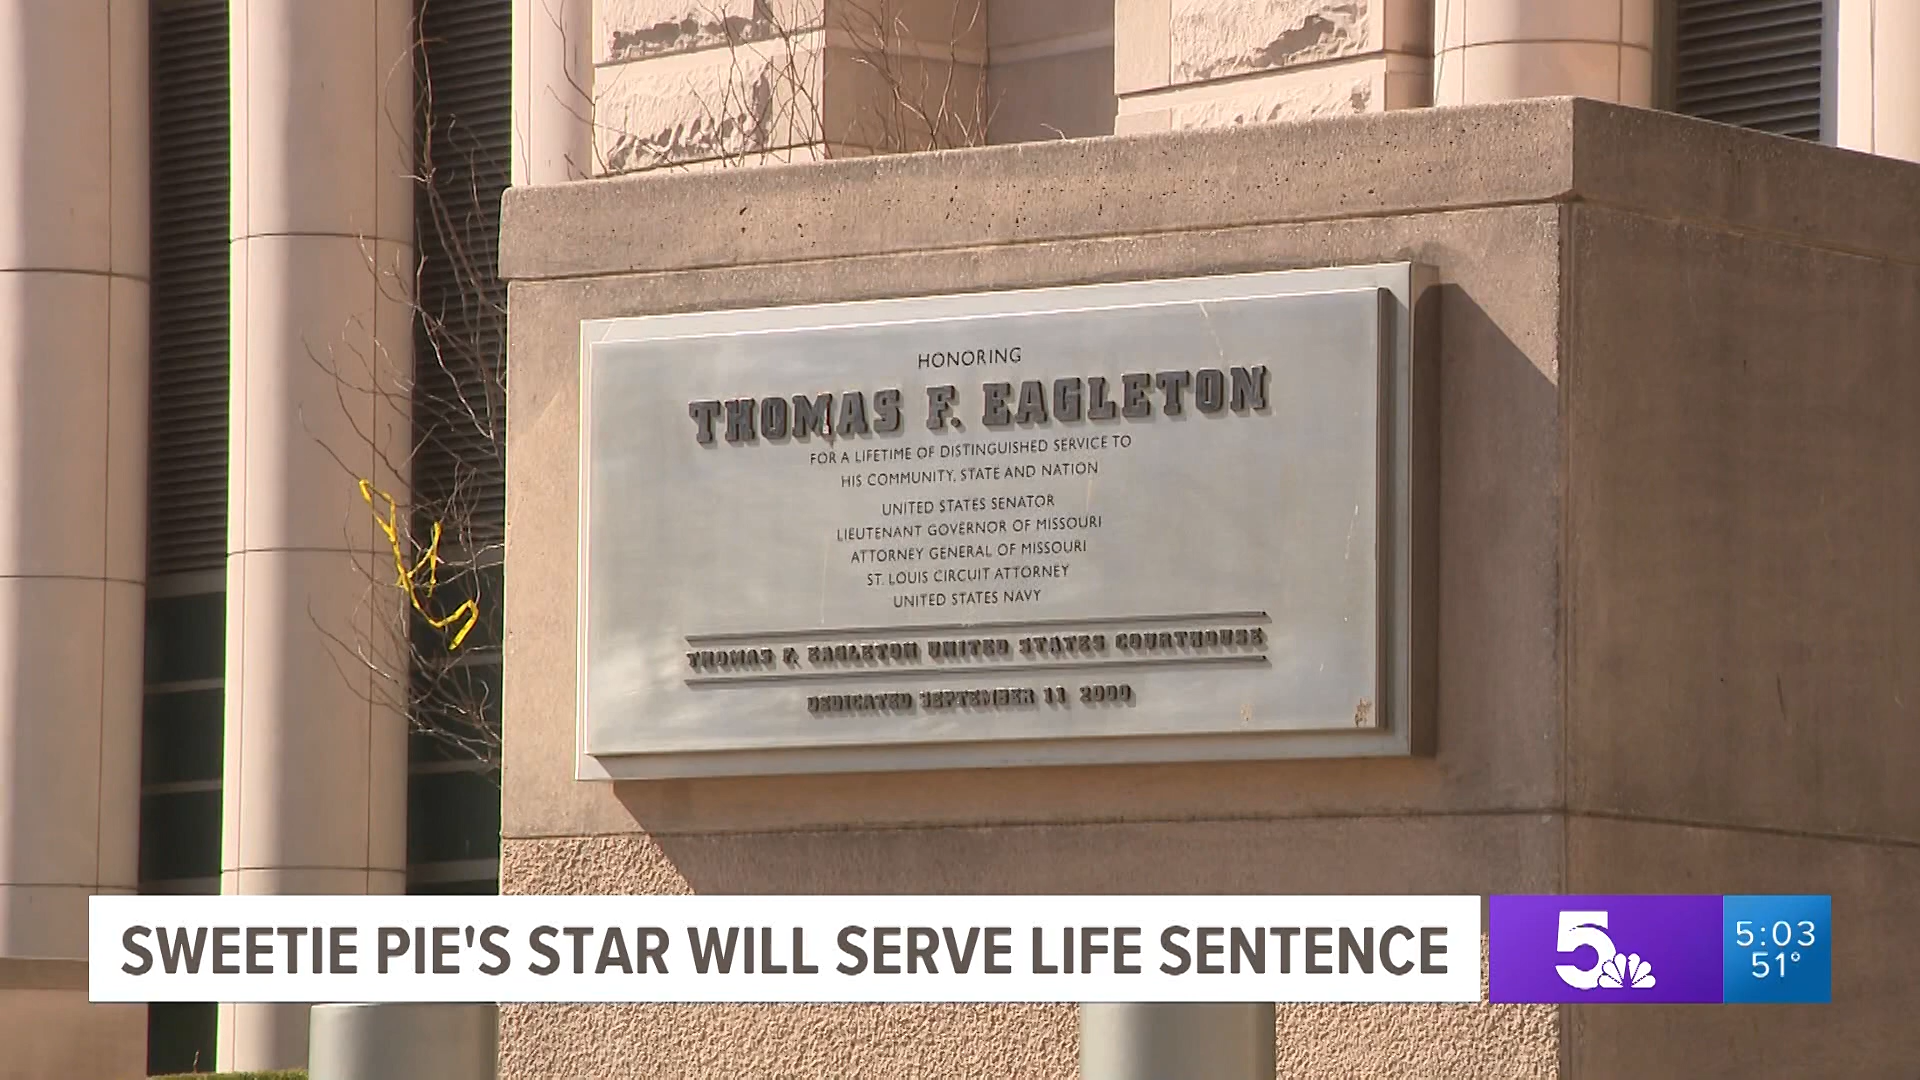 HONORING
THOMAS F. EAGLETON
FOR A LIFETIME OF DISTINGUISHED SERVICE TO
HIS COMMUNITY, STATE AND NATION
UNITED STATES SENATOR
LIEUTENANT GOVERNOR OF MISSOURI
ATTORNEY GENERAL OF MISSOURI
ST. LOUIS CIRCUIT ATTORNEY
UNITED STATES NAVY
THOMAS F. EAGLETON UNITED STATES COURTHOUSE
DEDICATED SEPTEMBER 11 2000
SWEETIE PIE'S STAR WILL SERVE LIFE SENTENCE
5
5:03
51°